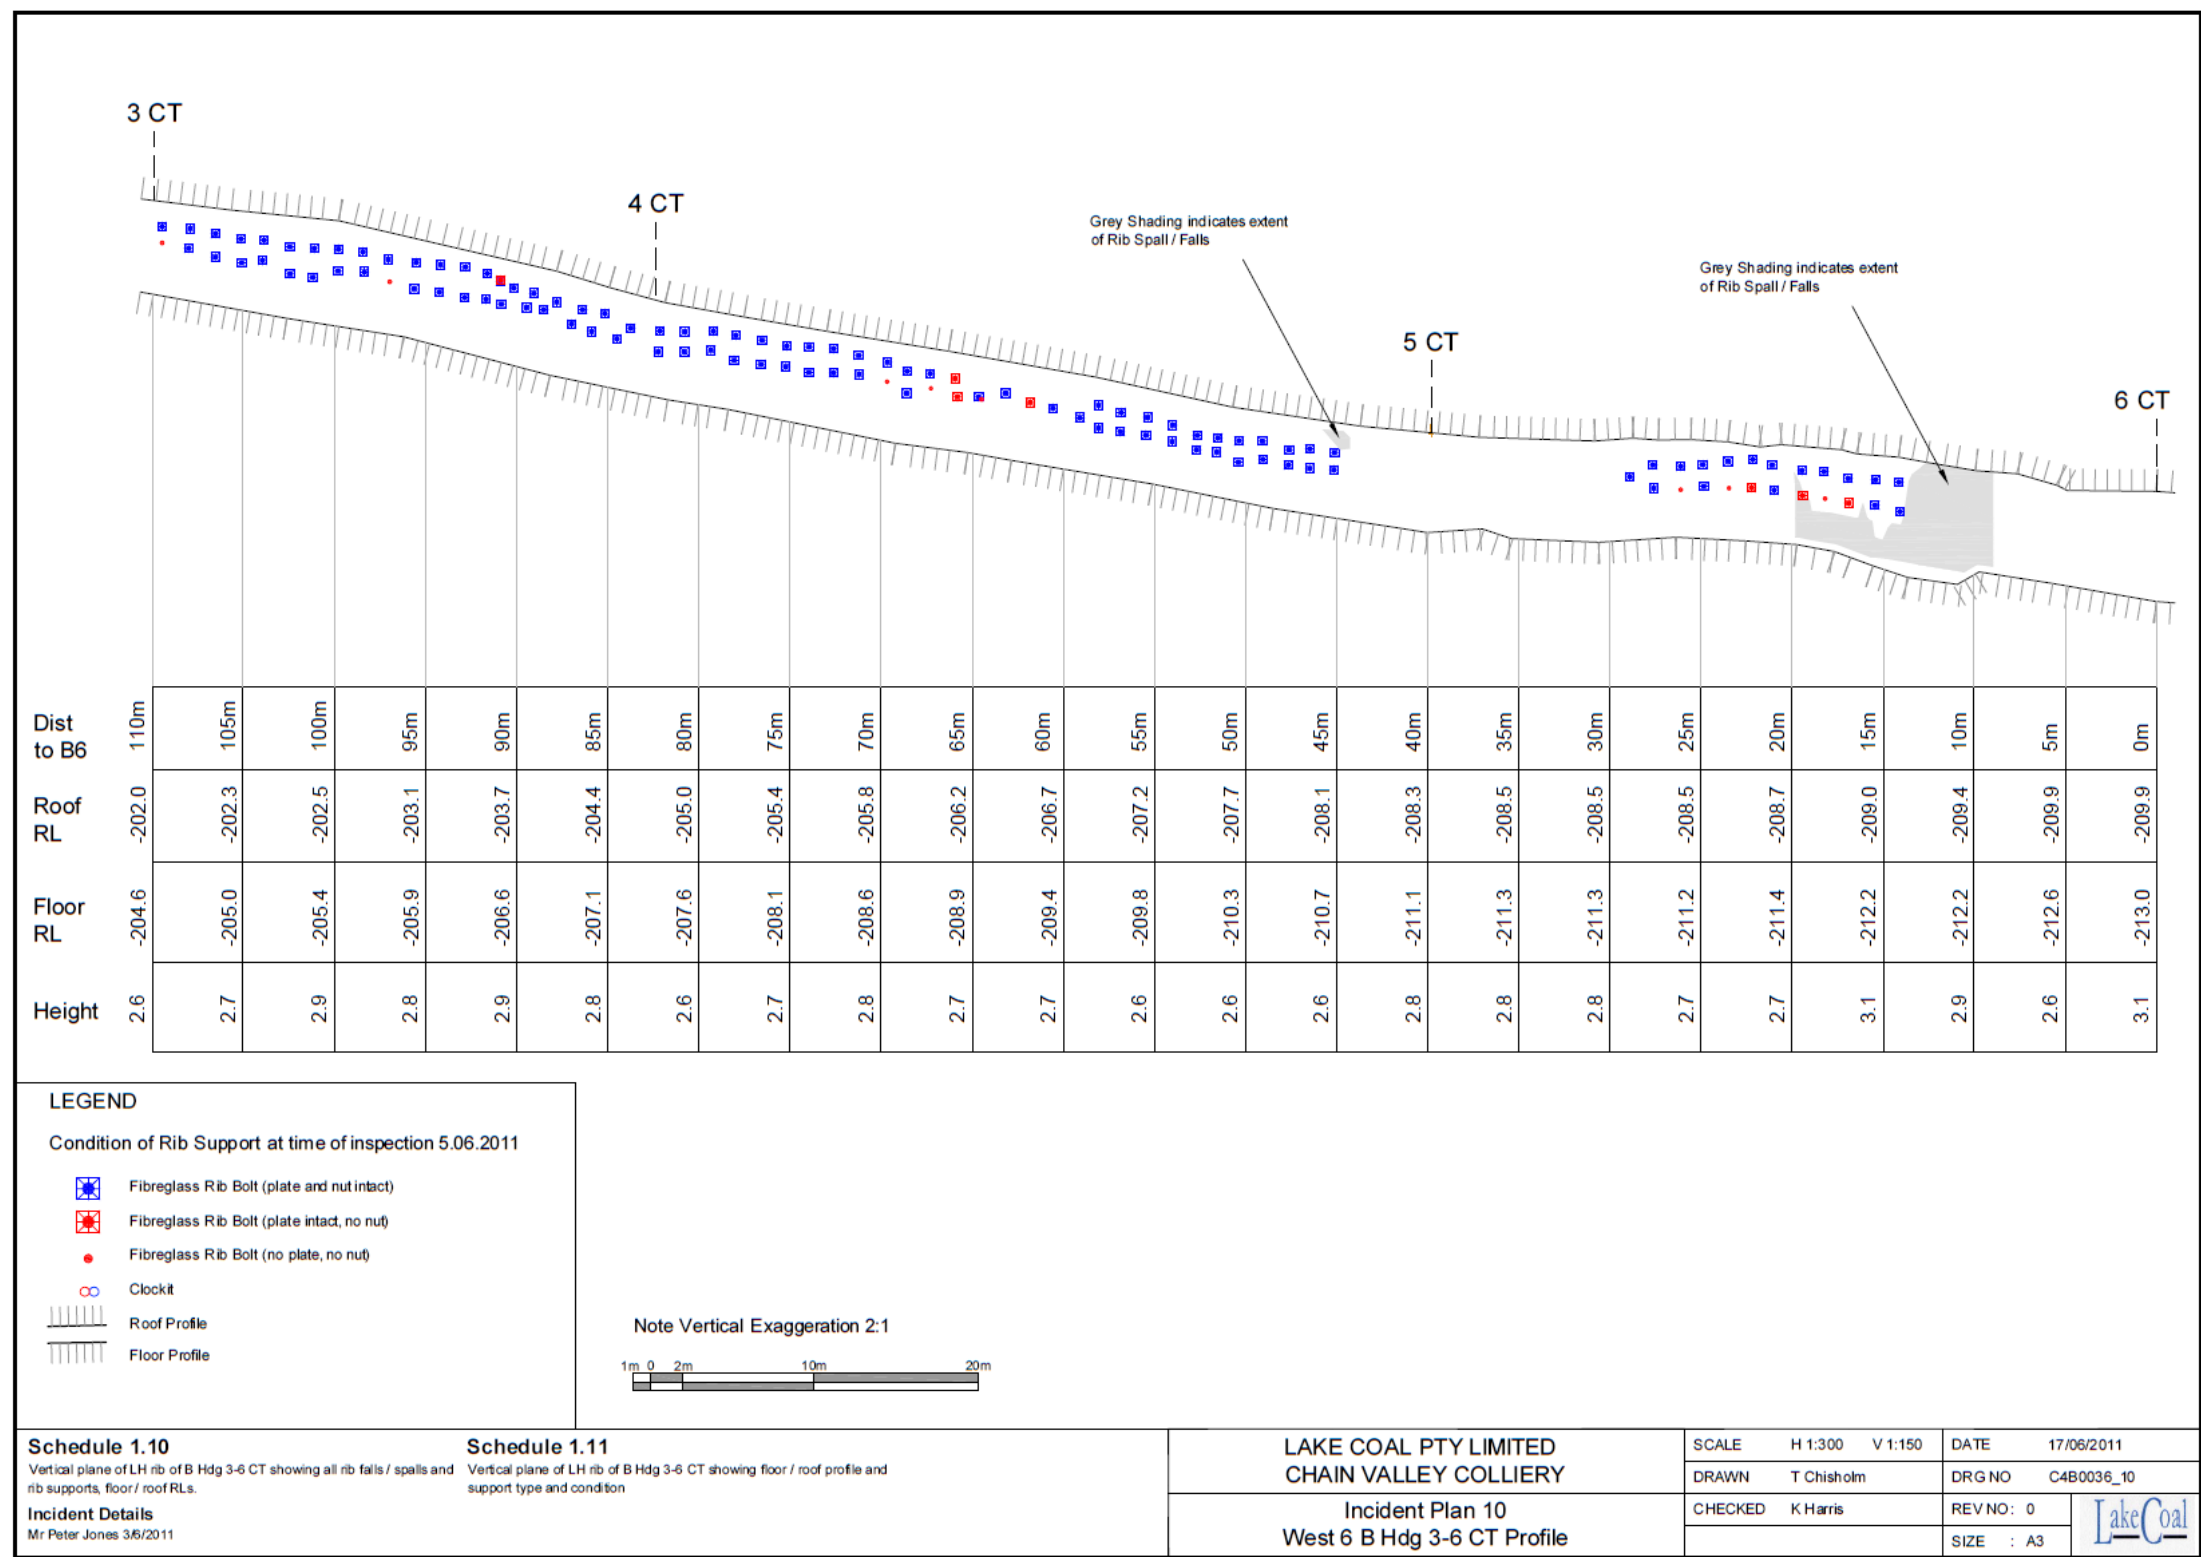 3 CT
4 CT
Grey Shading indicates extent
of Rib Spall / Falls
Grey Shading indicates extent
of Rib Spall / Falls
5 CT
6 CT
Dist
to B6
110m 105m 100m 95m 90m 85m 80m 75m 70m 65m 60m 55m 50m 45m 40m 35m 30m 25m 20m 15m 10m 5m 0m
Roof
RL
-202.0 -202.3 -202.5 -203.1 -203.7 -204.4 -205.0 -205.4 -205.8 -206.2 -206.7 -207.2 -207.7 -208.1 -208.3 -208.5 -208.5 -208.5 -208.7 -209.0 -209.4 -209.9 -209.9
Floor
RL
-204.6 -205.0 -205.4 -205.9 -206.6 -207.1 -207.6 -208.1 -208.6 -208.9 -209.4 -209.8 -210.3 -210.7 -211.1 -211.3 -211.3 -211.2 -211.4 -212.2 -212.2 -212.6 -213.0
Height
2.6 2.7 2.9 2.8 2.9 2.8 2.6 2.7 2.8 2.7 2.7 2.6 2.6 2.6 2.8 2.8 2.8 2.7 2.7 3.1 2.9 2.6 3.1
LEGEND
Condition of Rib Support at time of inspection 5.06.2011
Fibreglass Rib Bolt (plate and nut intact)
Fibreglass Rib Bolt (plate intact, no nut)
Fibreglass Rib Bolt (no plate, no nut)
Clockit
Roof Profile
Floor Profile
Note Vertical Exaggeration 2:1
1m 0 2m 10m 20m
Schedule 1.10
Vertical plane of LH rib of B Hdg 3-6 CT showing all rib falls / spalls and
rib supports, floor / roof RLs.
Incident Details
Mr Peter Jones 3/6/2011
Schedule 1.11
Vertical plane of LH rib of B Hdg 3-6 CT showing floor / roof profile and
support type and condition
LAKE COAL PTY LIMITED
CHAIN VALLEY COLLIERY
Incident Plan 10
West 6 B Hdg 3-6 CT Profile
SCALE H 1:300 V 1:150
DRAWN T Chisholm
CHECKED K Harris
DATE 17/06/2011
DRG NO C4B0036_10
REV NO: 0
SIZE : A3
LakeCoal